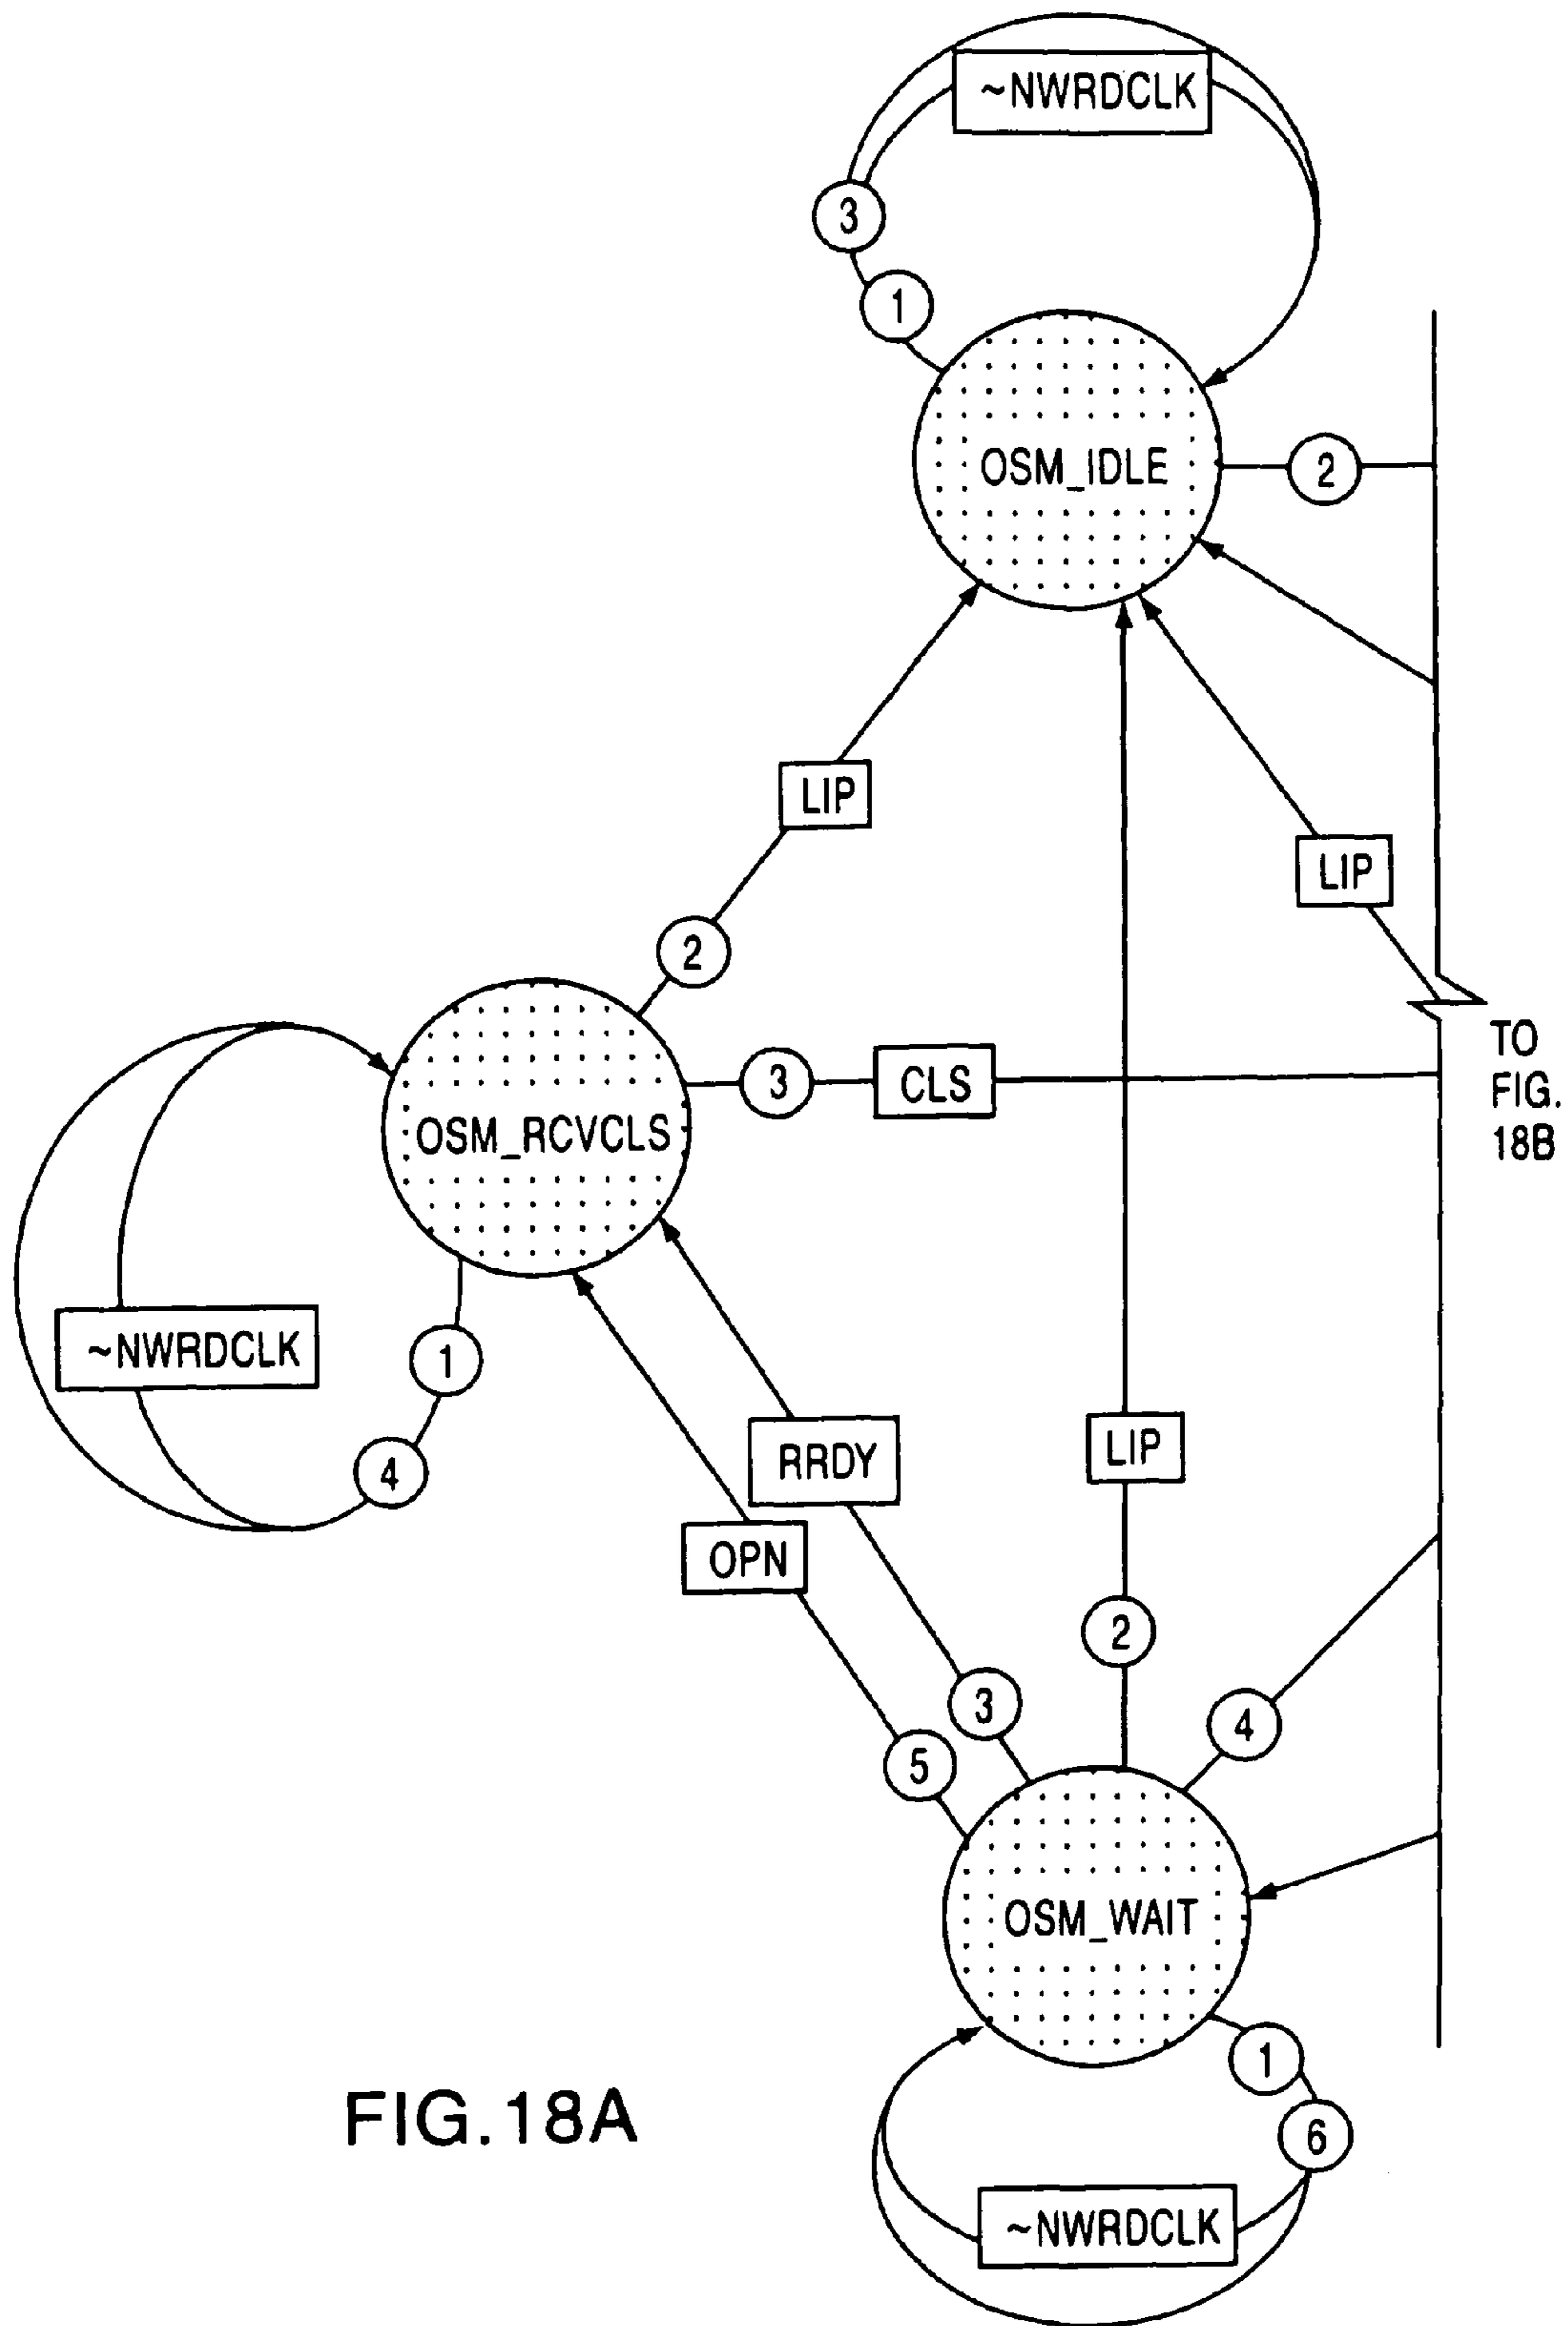 ~NWRDCLK
3
1
OSM_IDLE
2
LIP
LIP
2
TO
FIG.
18B
3
CLS
OSM_RCVCLS
~NWRDCLK
1
4
RRDY
LIP
OPN
2
3
4
5
OSM_WAIT
1
6
~NWRDCLK
FIG.18A